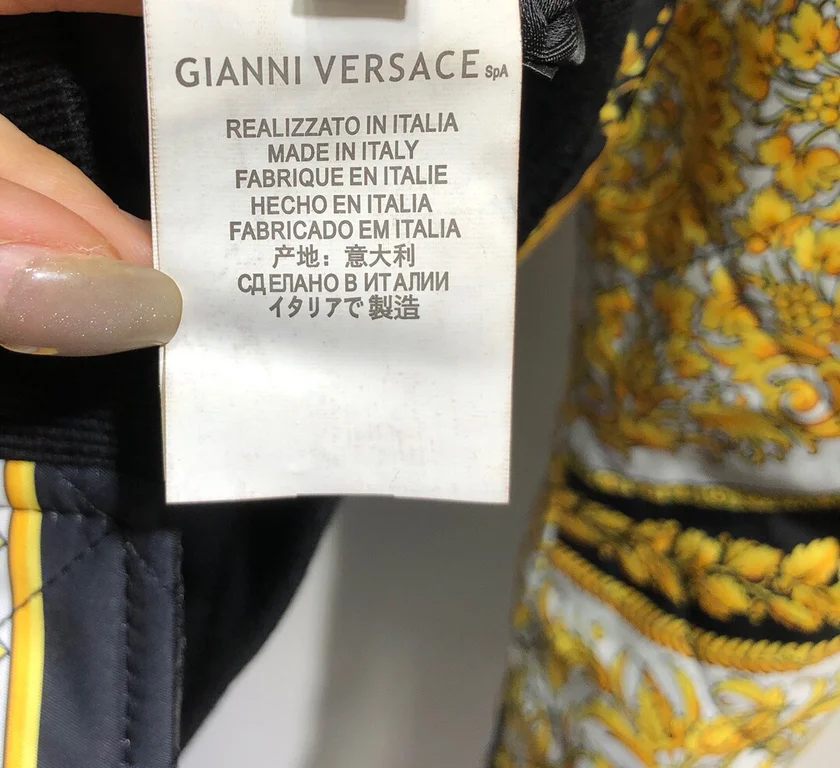 GIANNI VERSACE SpA
REALIZZATO IN ITALIA
MADE IN ITALY
FABRIQUE EN ITALIE
HECHO EN ITALIA
FABRICADO EM ITALIA
产地：意大利
СДЕЛАНО В ИТАЛИИ
イタリアで製造